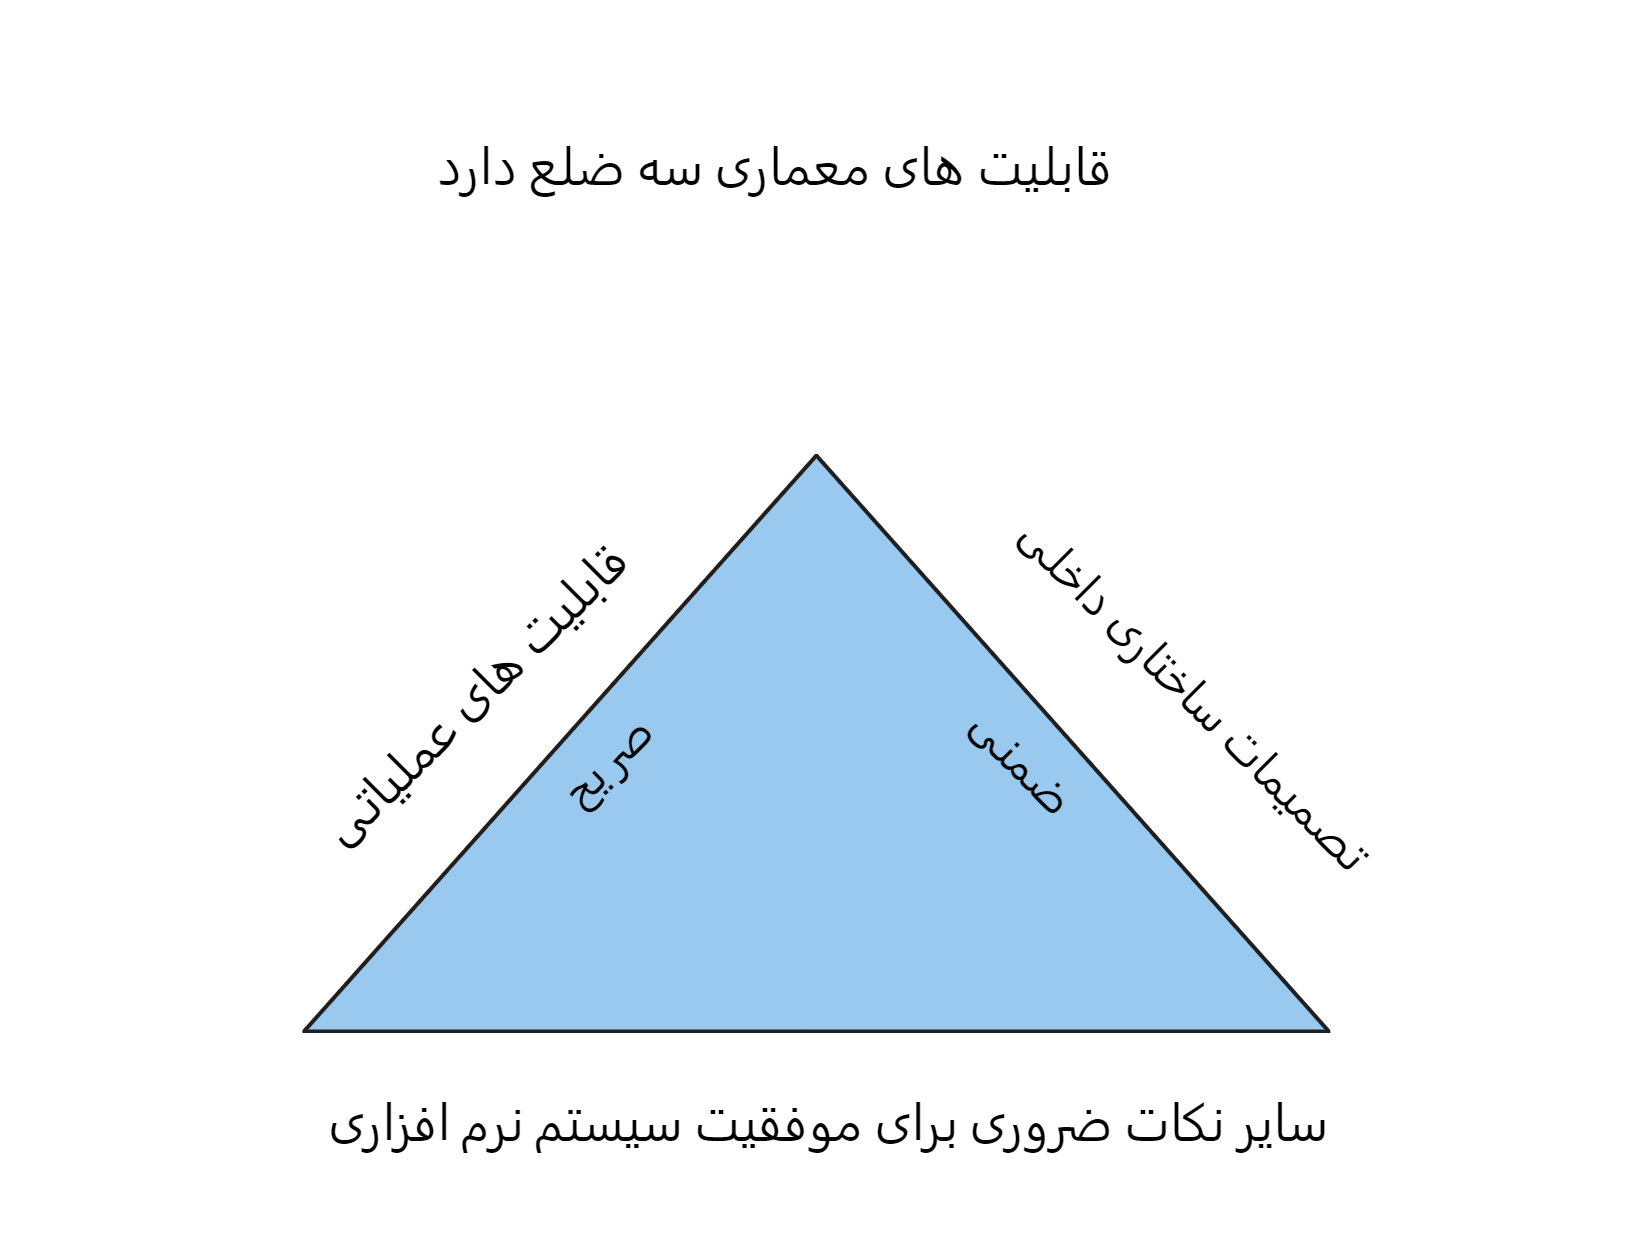 قابلیت های معماری سه ضلع دارد
تصمیمات ساختاری داخلی
قابلیت های عملیاتی
ضمنی
صریح
سایر نکات ضروری برای موفقیت سیستم نرم افزاری